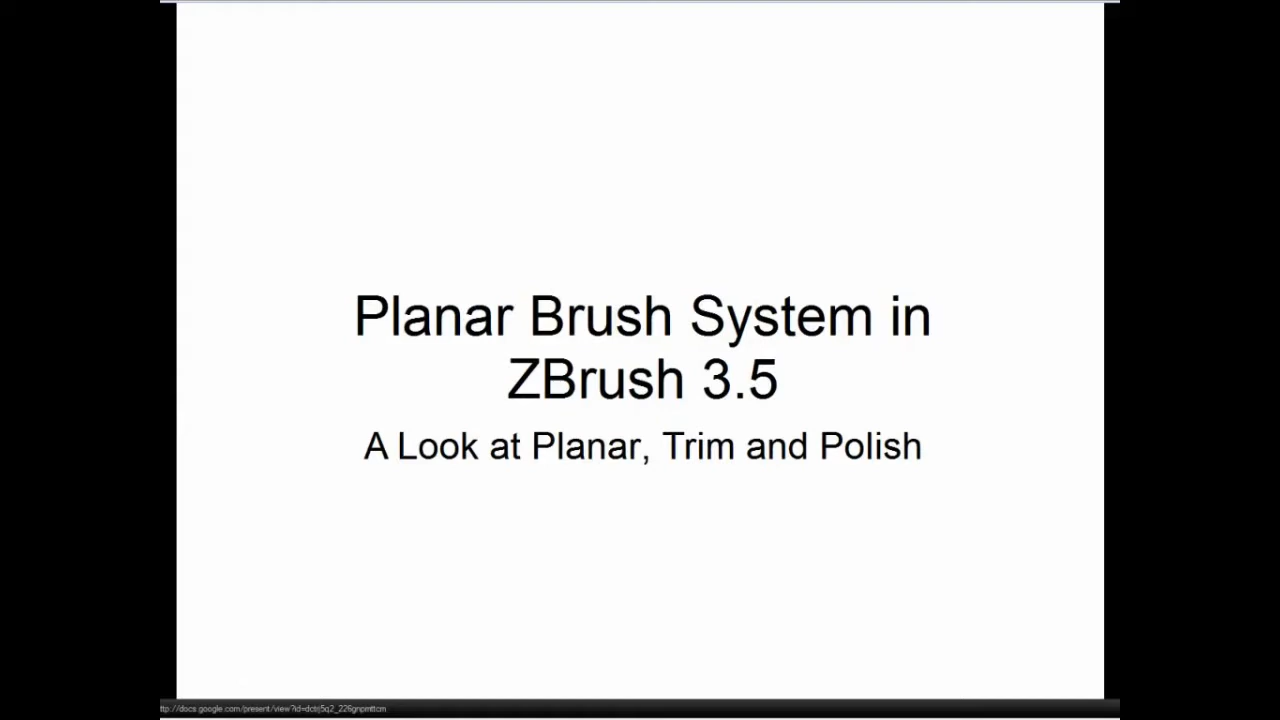 Planar Brush System in
ZBrush 3.5
A Look at Planar, Trim and Polish